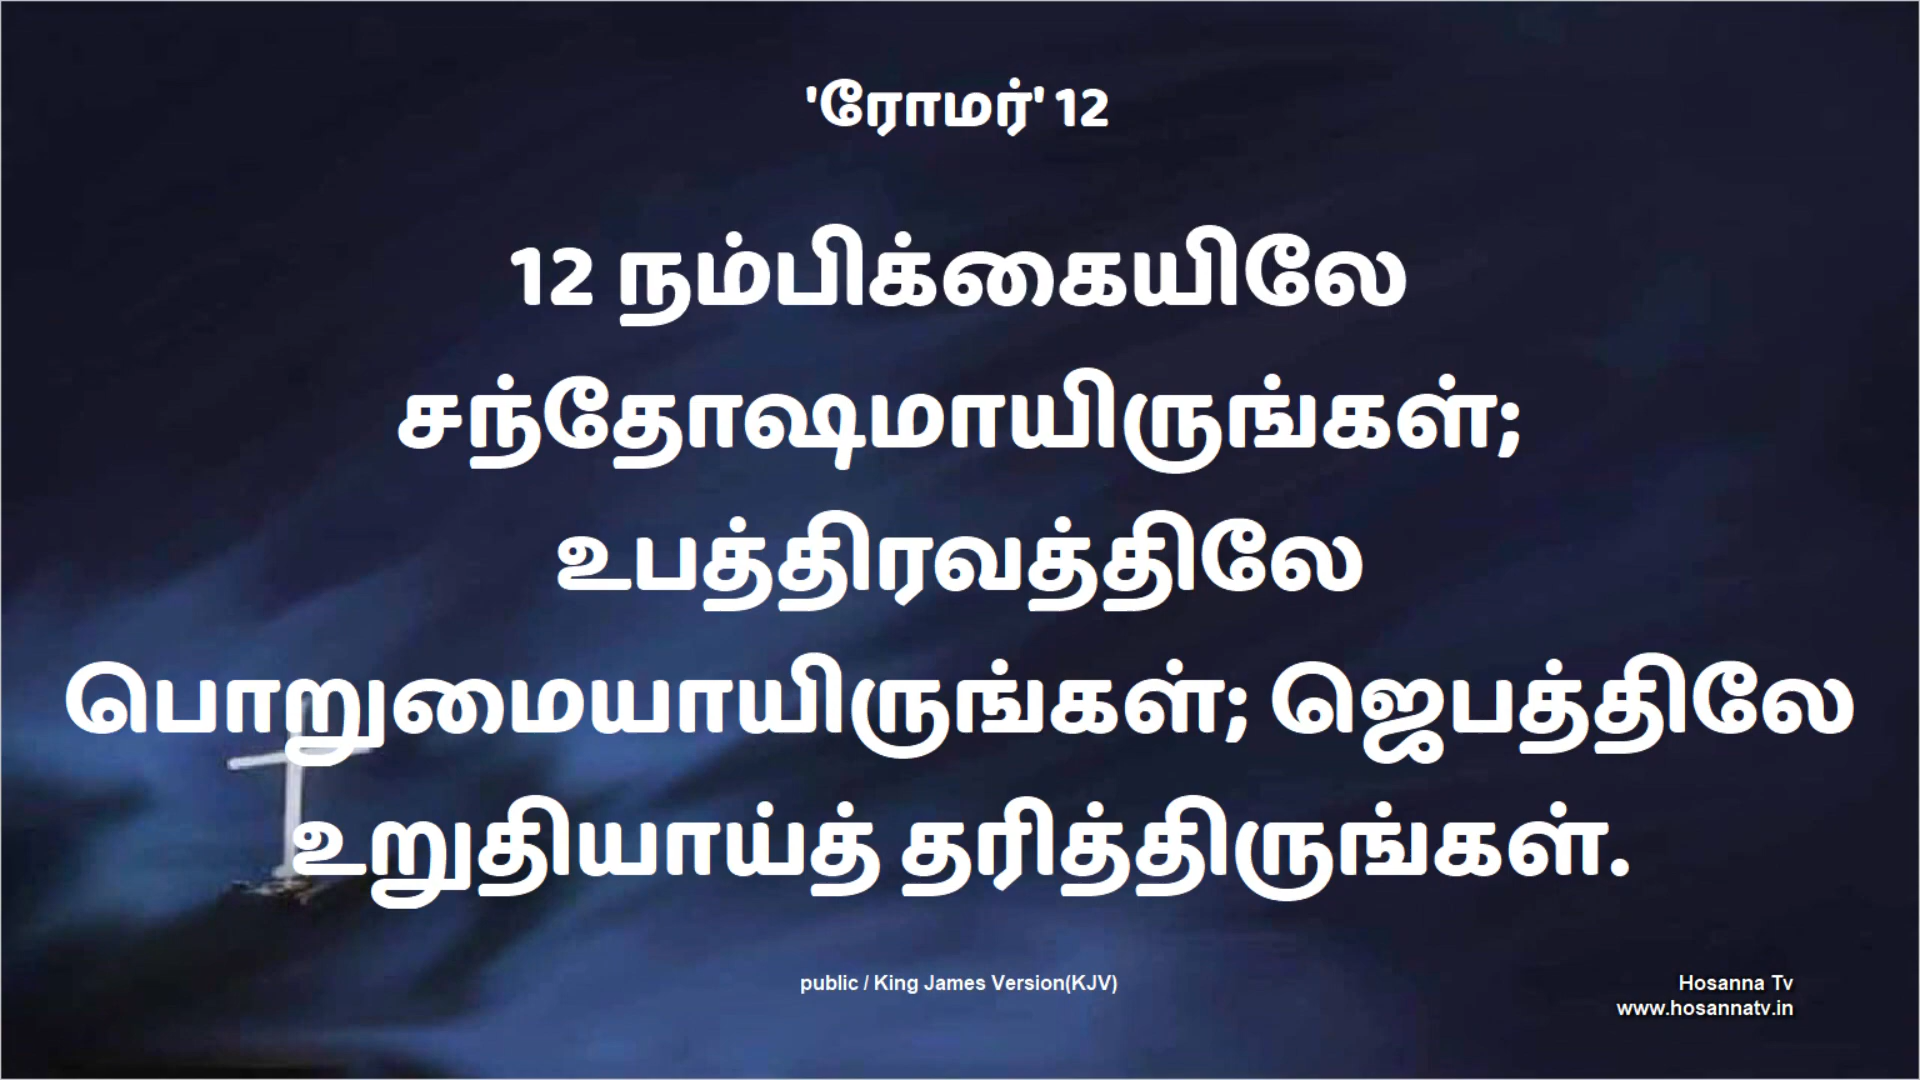 'ரோமர்' 12
12 நம்பிக்கையிலே
சந்தோஷமாயிருங்கள்;
உபத்திரவத்திலே
பொறுமையாயிருங்கள்; ஜெபத்திலே
உறுதியாய்த் தரித்திருங்கள்.
public / King James Version(KJV)
Hosanna Tv
www.hosannatv.in